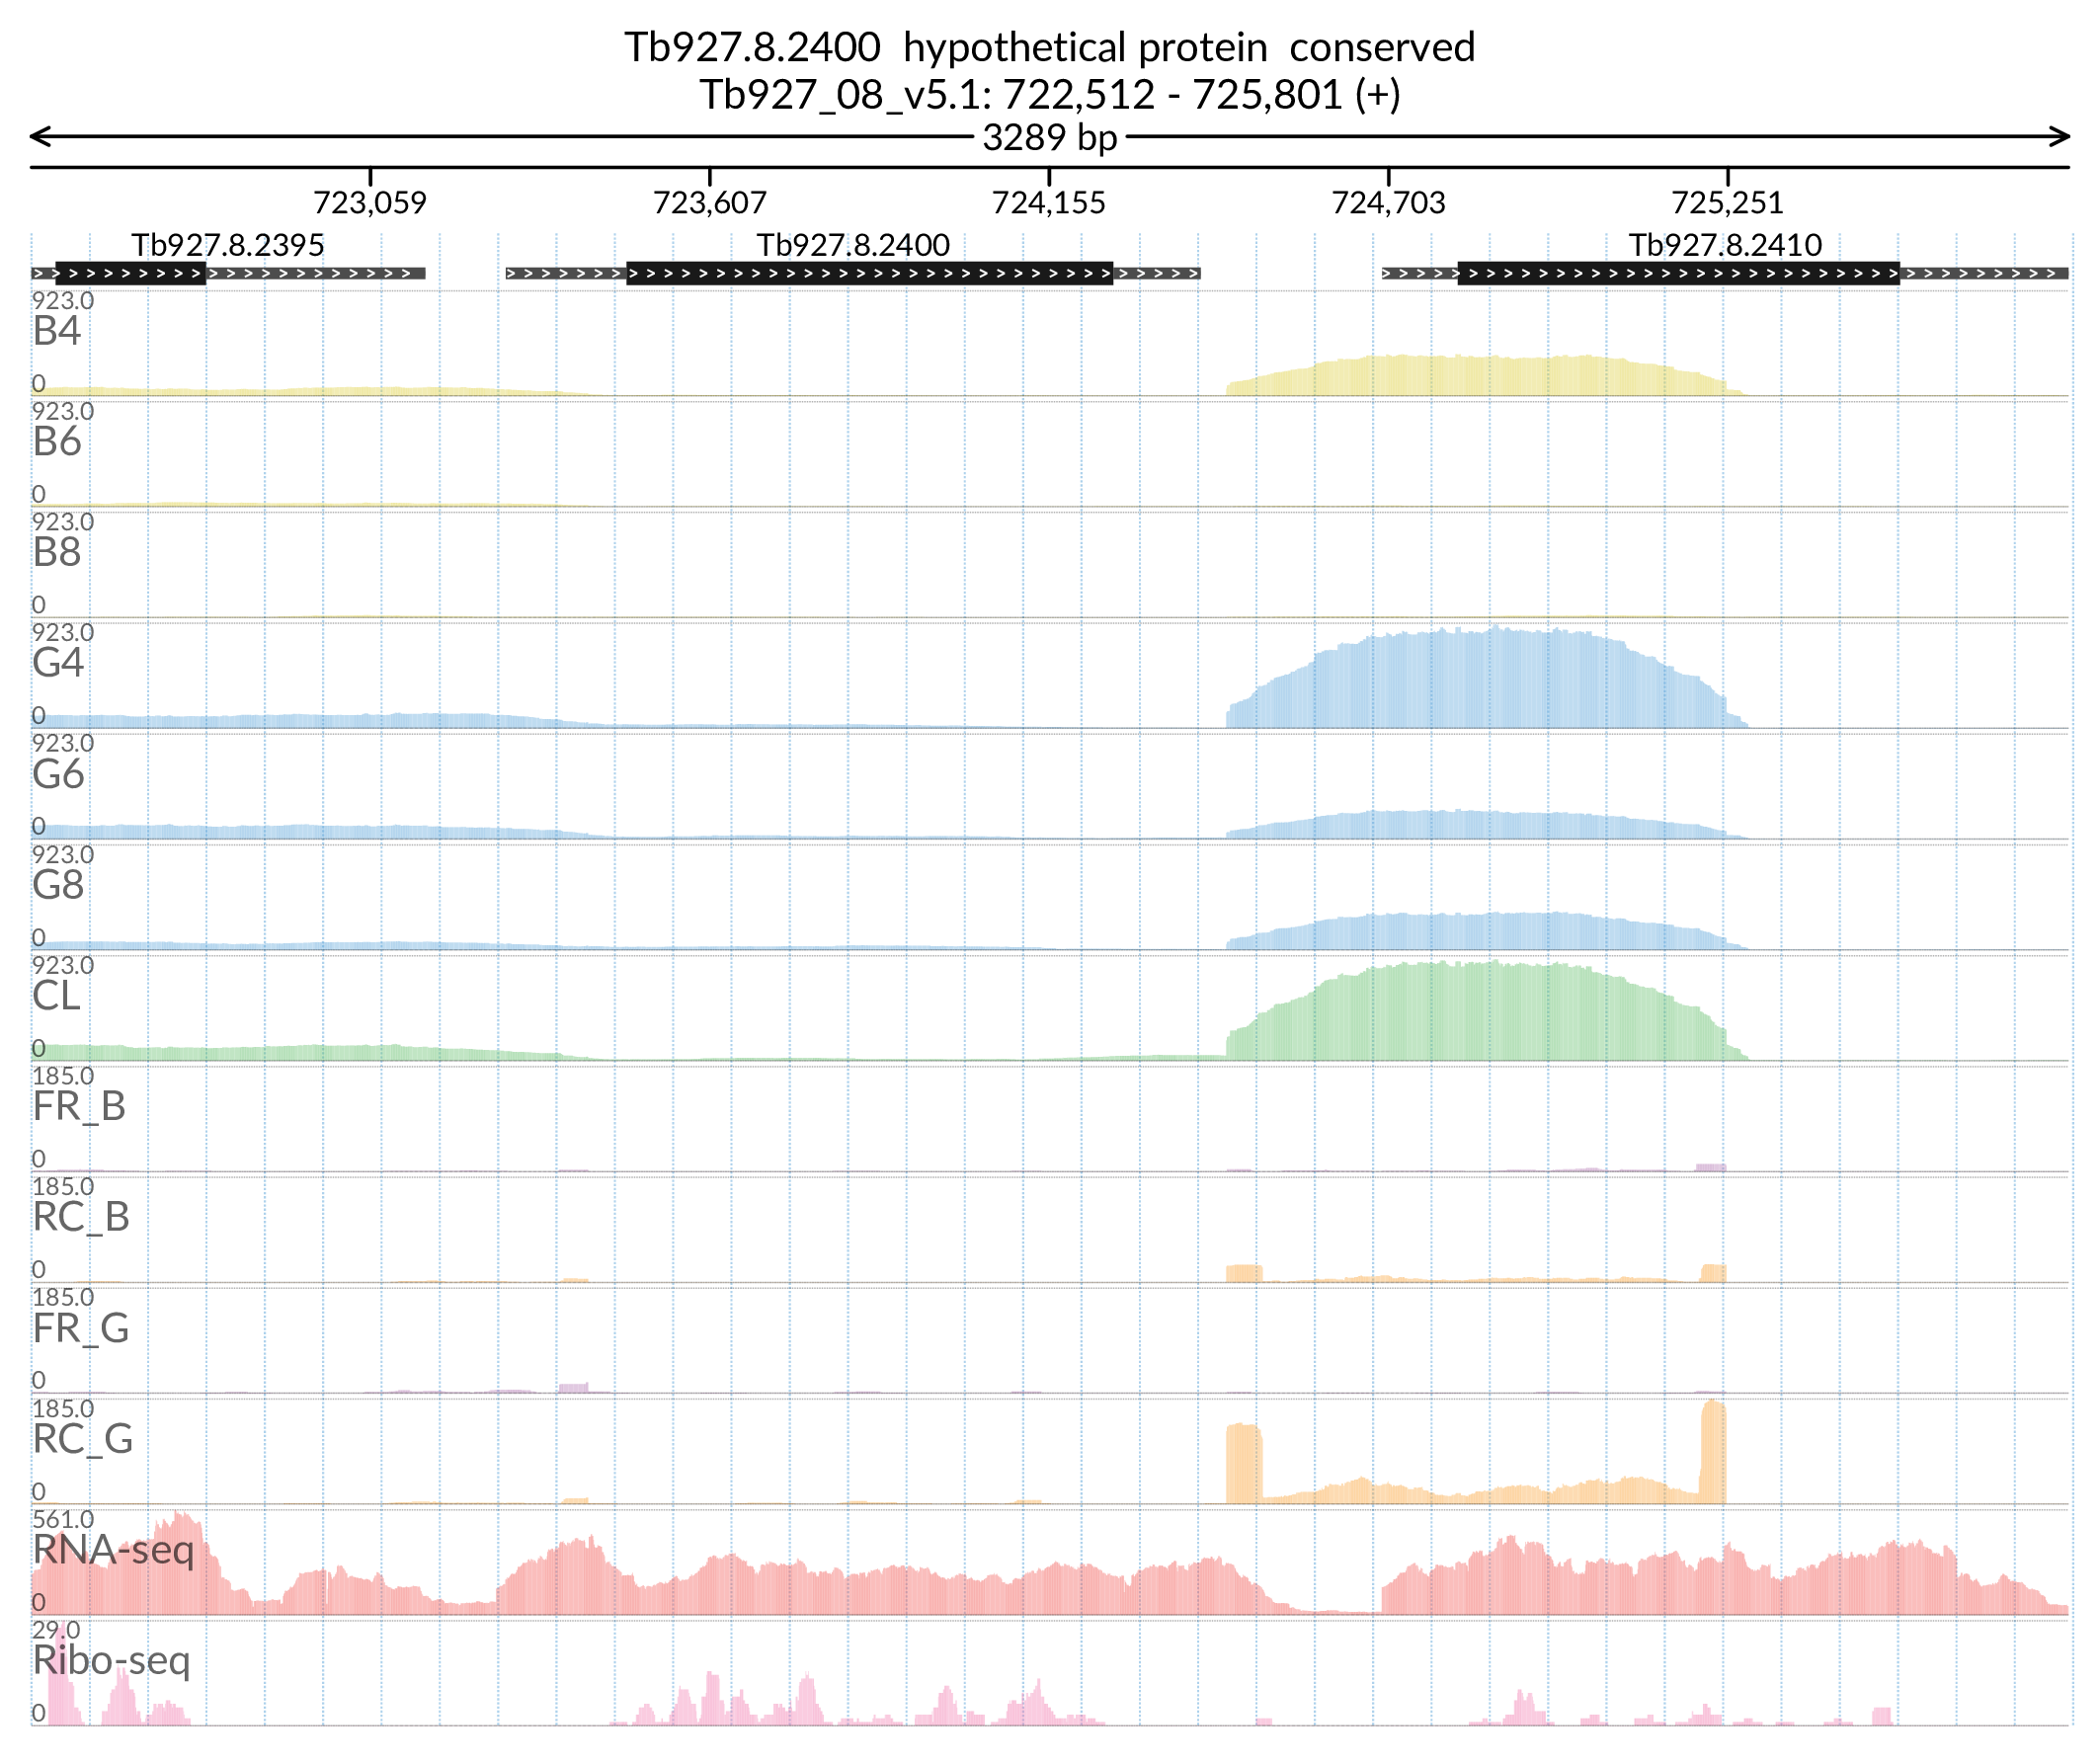 Tb927.8.2400 hypothetical protein conserved
Tb927_08_v5.1: 722,512 - 725,801 (+)
3289 bp
723,059 723,607 724,155 724,703 725,251
Tb927.8.2395 Tb927.8.2400 Tb927.8.2410
923.0
B4
0
923.0
B6
0
923.0
B8
0
923.0
G4
0
923.0
G6
0
923.0
G8
0
923.0
CL
0
185.0
FR_B
0
185.0
RC_B
0
185.0
FR_G
0
185.0
RC_G
0
561.0
RNA-seq
0
29.0
Ribo-seq
0